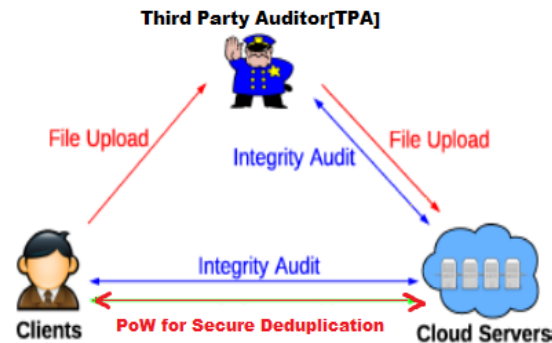 Third Party Auditor[TPA]
File Upload
File Upload
Integrity Audit
Integrity Audit
PoW for Secure Deduplication
Clients
Cloud Servers